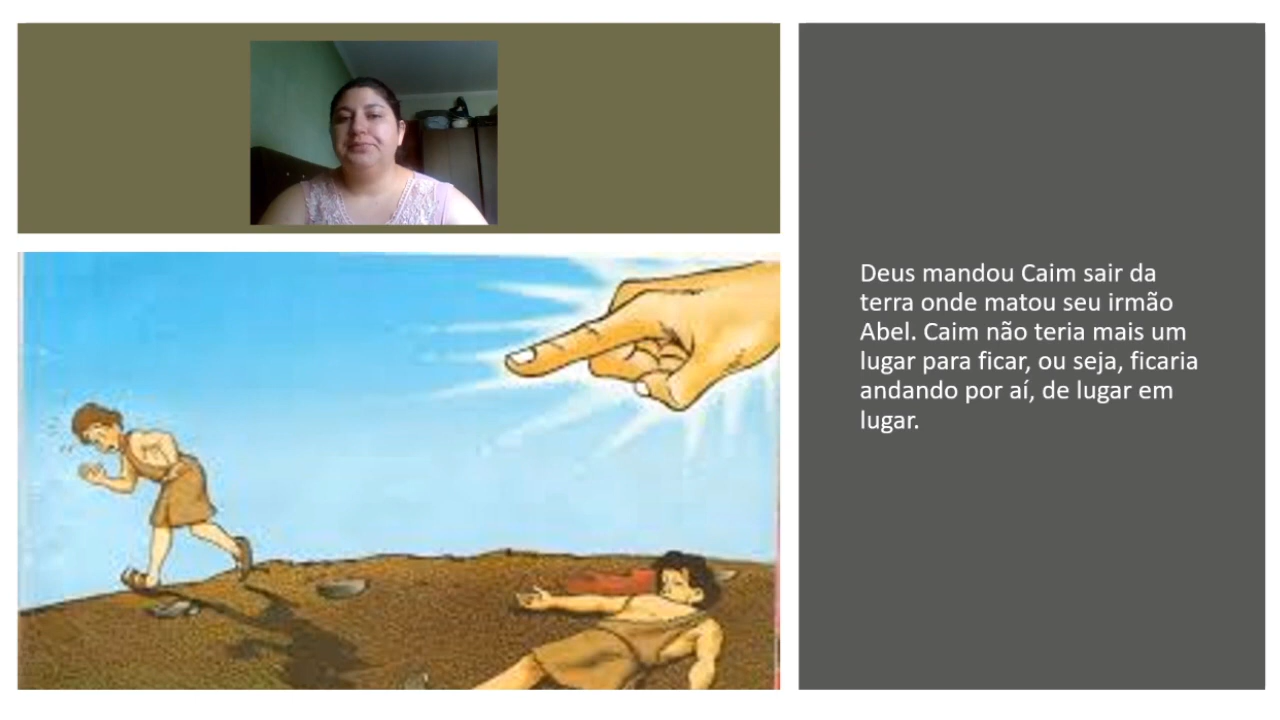 Deus mandou Caim sair da
terra onde matou seu irmão
Abel. Caim não teria mais um
lugar para ficar, ou seja, ficaria
andando por aí, de lugar em
lugar.